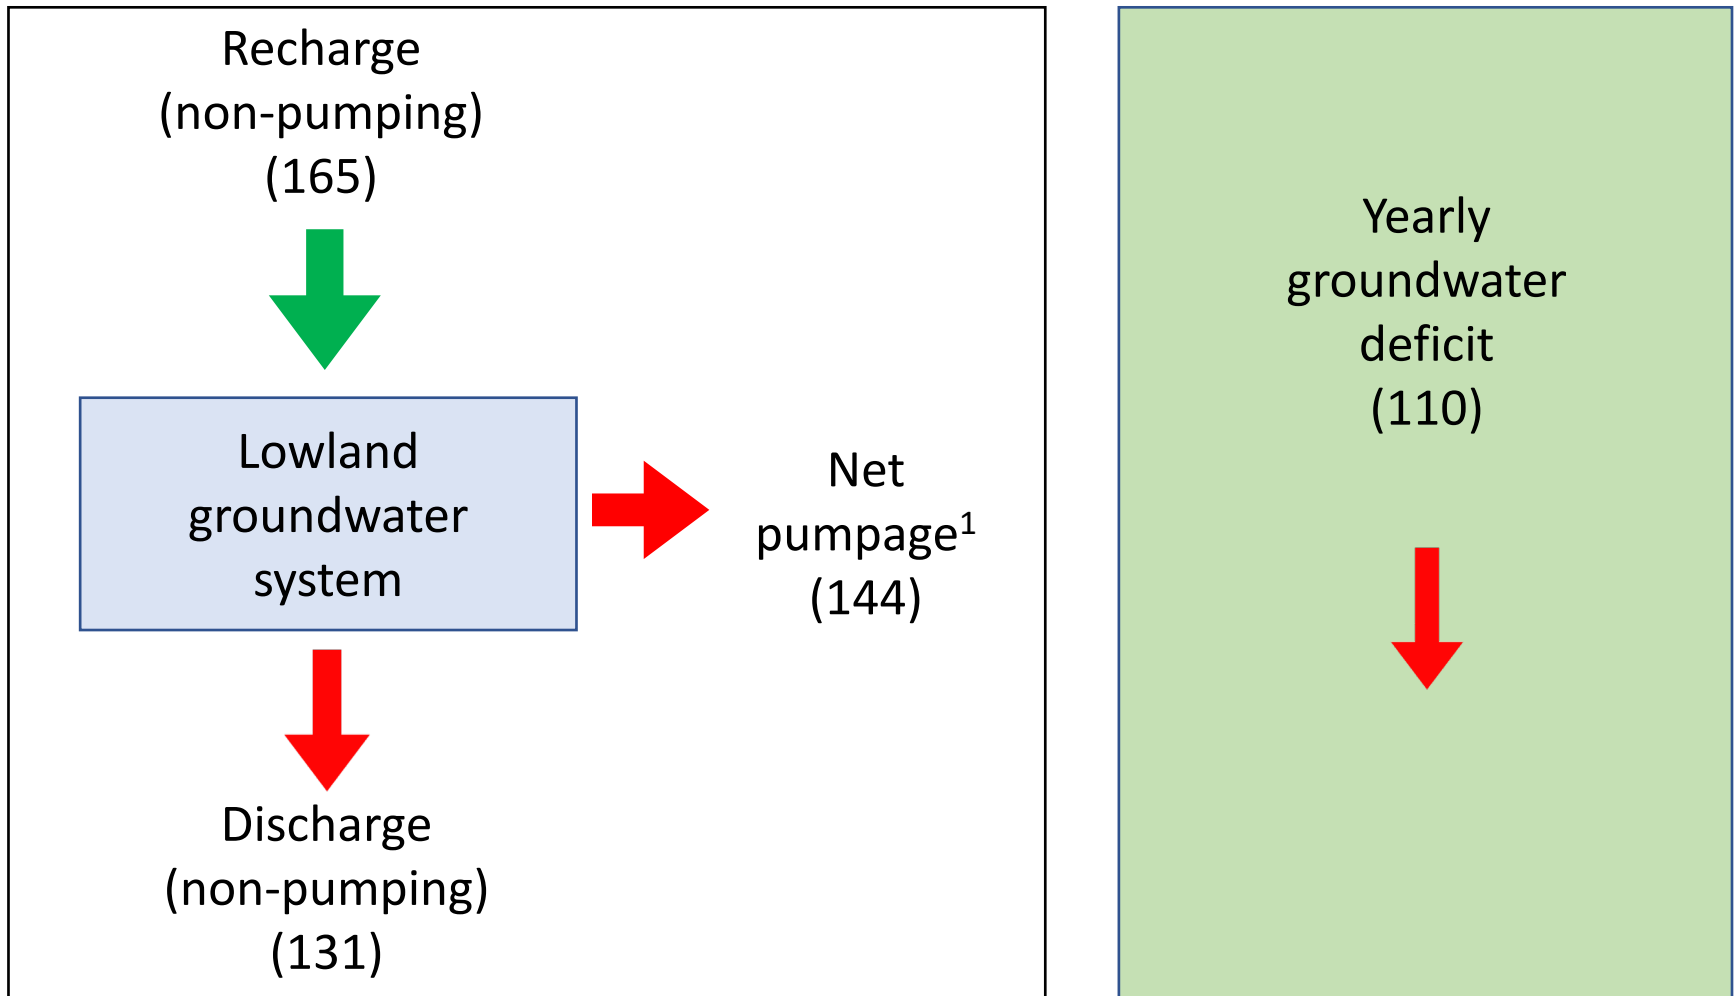 Recharge
(non-pumping)
(165)
Lowland
groundwater
system
Net
pumpage¹
(144)
Discharge
(non-pumping)
(131)
Yearly
groundwater
deficit
(110)